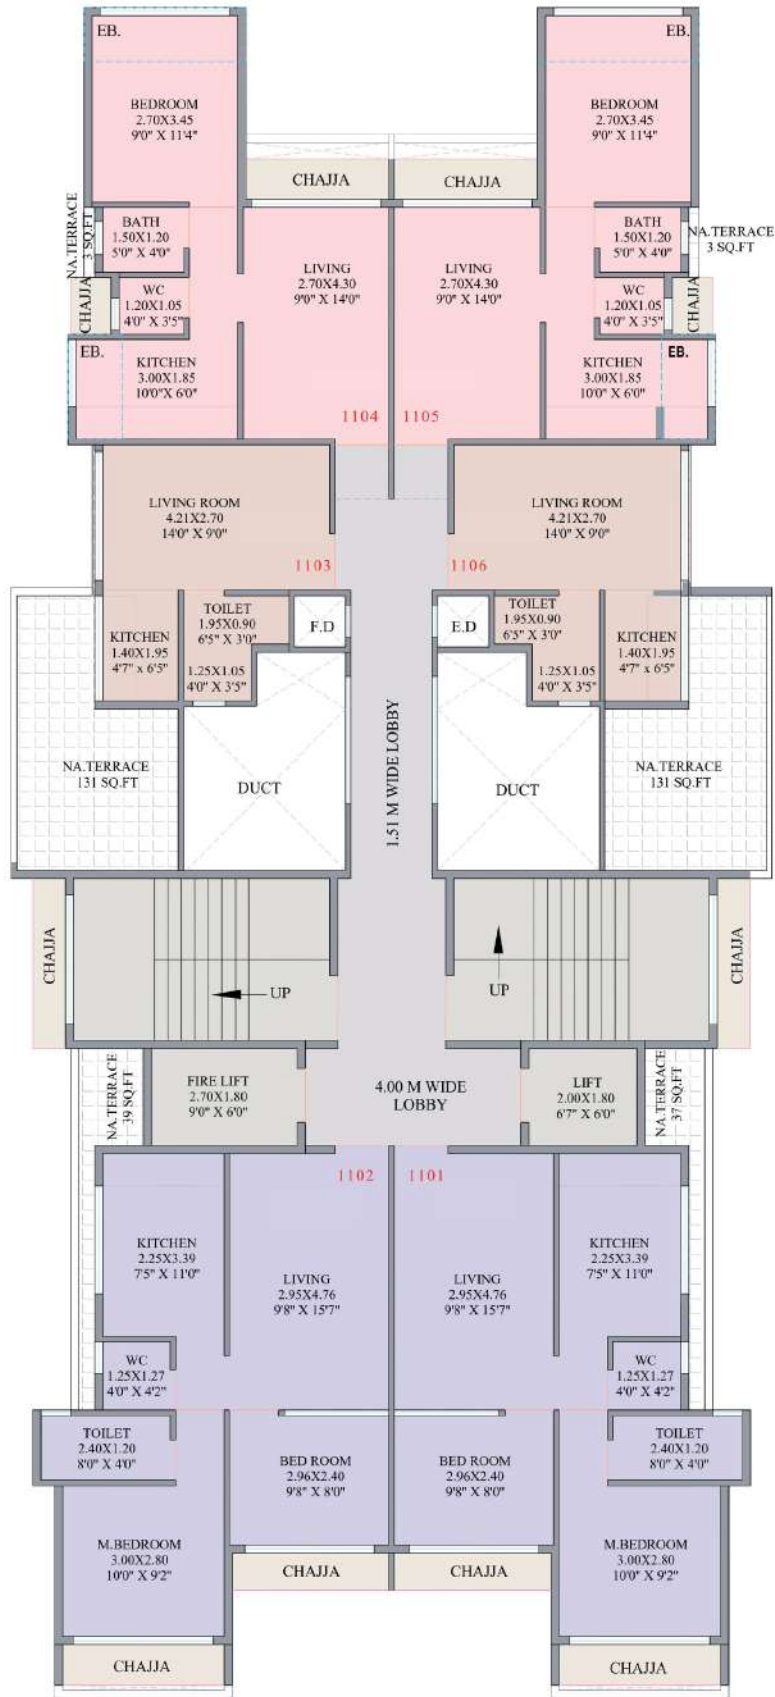 EB.
EB.
BEDROOM
2.70X3.45
9'0" X 11'4"
BEDROOM
2.70X3.45
9'0" X 11'4"
CHAJJA
CHAJJA
NA.TERRACE
3 SQ.FT
BATH
1.50X1.20
5'0" X 4'0"
BATH
1.50X1.20
5'0" X 4'0"
NA.TERRACE
3 SQ.FT
LIVING
2.70X4.30
9'0" X 14'0"
LIVING
2.70X4.30
9'0" X 14'0"
CHAJJA
WC
1.20X1.05
4'0" X 3'5"
WC
1.20X1.05
4'0" X 3'5"
CHAJJA
EB.
KITCHEN
3.00X1.85
10'0"X 6'0"
KITCHEN
3.00X1.85
10'0"X 6'0"
EB.
1104
1105
LIVING ROOM
4.21X2.70
14'0" X 9'0"
LIVING ROOM
4.21X2.70
14'0" X 9'0"
1103
1106
TOILET
1.95X0.90
6'5" X 3'0"
F.D
E.D
TOILET
1.95X0.90
6'5" X 3'0"
KITCHEN
1.40X1.95
4'7" x 6'5"
1.25X1.05
4'0" X 3'5"
1.25X1.05
4'0" X 3'5"
KITCHEN
1.40X1.95
4'7" x 6'5"
NA.TERRACE
131 SQ.FT
DUCT
1.51 M WIDE LOBBY
DUCT
NA.TERRACE
131 SQ.FT
CHAJJA
UP
UP
CHAJJA
NA.TERRACE
39 SQ.FT
FIRE LIFT
2.70X1.80
9'0" X 6'0"
4.00 M WIDE
LOBBY
LIFT
2.00X1.80
6'7" X 6'0"
NA.TERRACE
37 SQ.FT
1102
1101
KITCHEN
2.25X3.39
7'5" X 11'0"
LIVING
2.95X4.76
9'8" X 15'7"
LIVING
2.95X4.76
9'8" X 15'7"
KITCHEN
2.25X3.39
7'5" X 11'0"
WC
1.25X1.27
4'0" X 4'2"
WC
1.25X1.27
4'0" X 4'2"
TOILET
2.40X1.20
8'0" X 4'0"
BED ROOM
2.96X2.40
9'8" X 8'0"
BED ROOM
2.96X2.40
9'8" X 8'0"
TOILET
2.40X1.20
8'0" X 4'0"
M.BEDROOM
3.00X2.80
10'0" X 9'2"
CHAJJA
CHAJJA
M.BEDROOM
3.00X2.80
10'0" X 9'2"
CHAJJA
CHAJJA